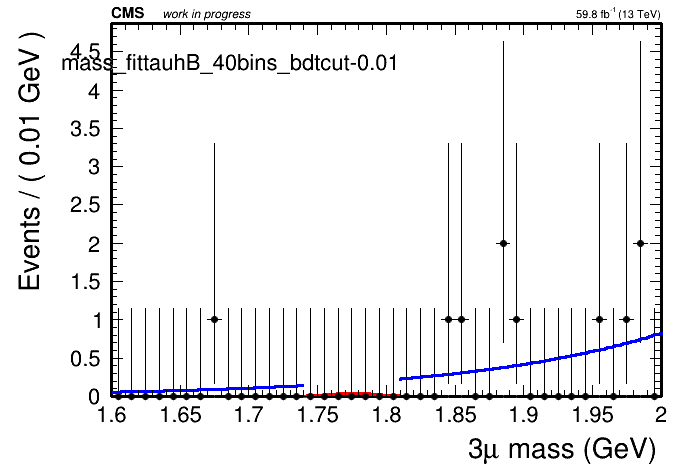 CMS work in progress 59.8 fb⁻¹ (13 TeV)
mass_fittauhB_40bins_bdtcut-0.01
Events / ( 0.01 GeV )
4.5
4
3.5
3
2.5
2
1.5
1
0.5
0
1.6 1.65 1.7 1.75 1.8 1.85 1.9 1.95 2
3μ mass (GeV)